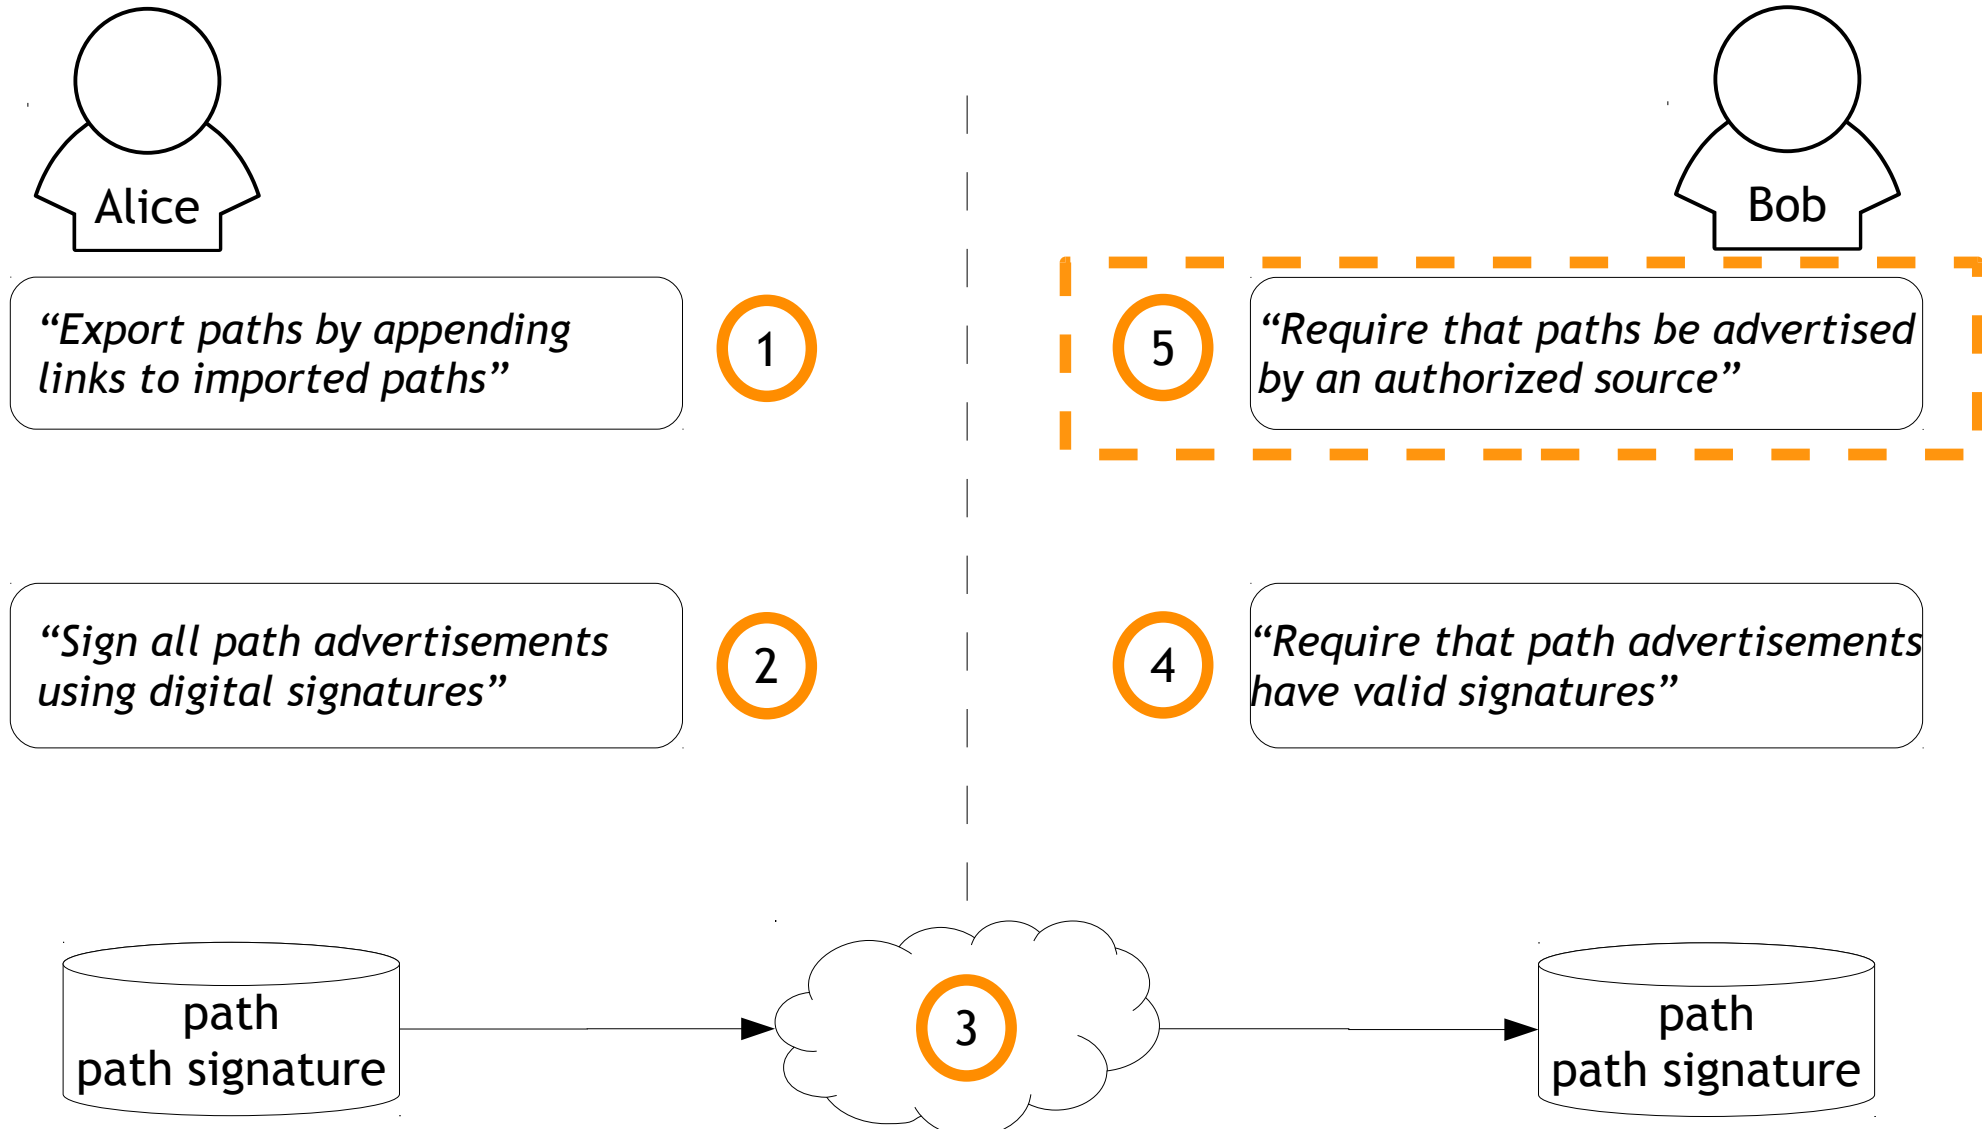 Alice
Bob
“Export paths by appending
links to imported paths”
1
5
“Require that paths be advertised
by an authorized source”
“Sign all path advertisements
using digital signatures”
2
4
“Require that path advertisements
have valid signatures”
path
path signature
3
path
path signature